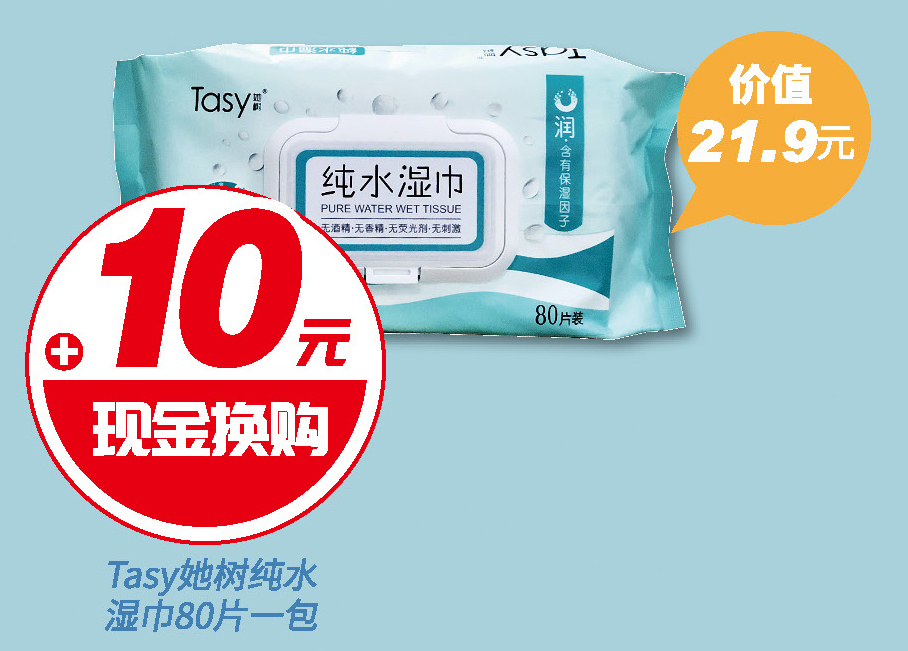 Tasy她树®
纯水湿巾
PURE WATER WET TISSUE
无酒精·无香精·无荧光剂·无刺激
润·含有保湿因子
80片装
价值
21.9元
+10元
现金换购
Tasy她树纯水
湿巾80片一包